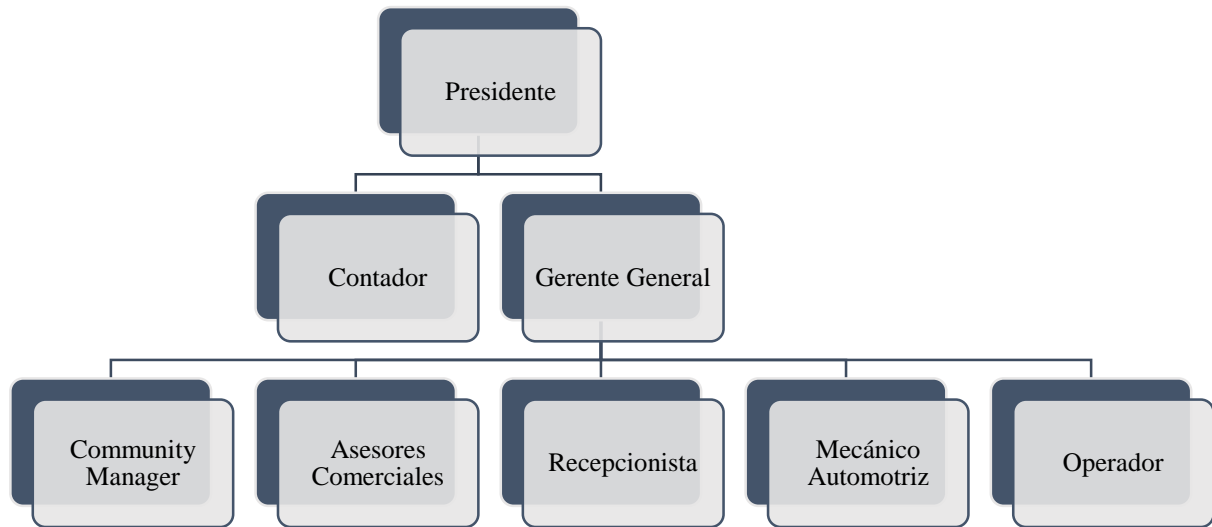 Presidente
Contador
Gerente General
Community
Manager
Asesores
Comerciales
Recepcionista
Mecánico
Automotriz
Operador